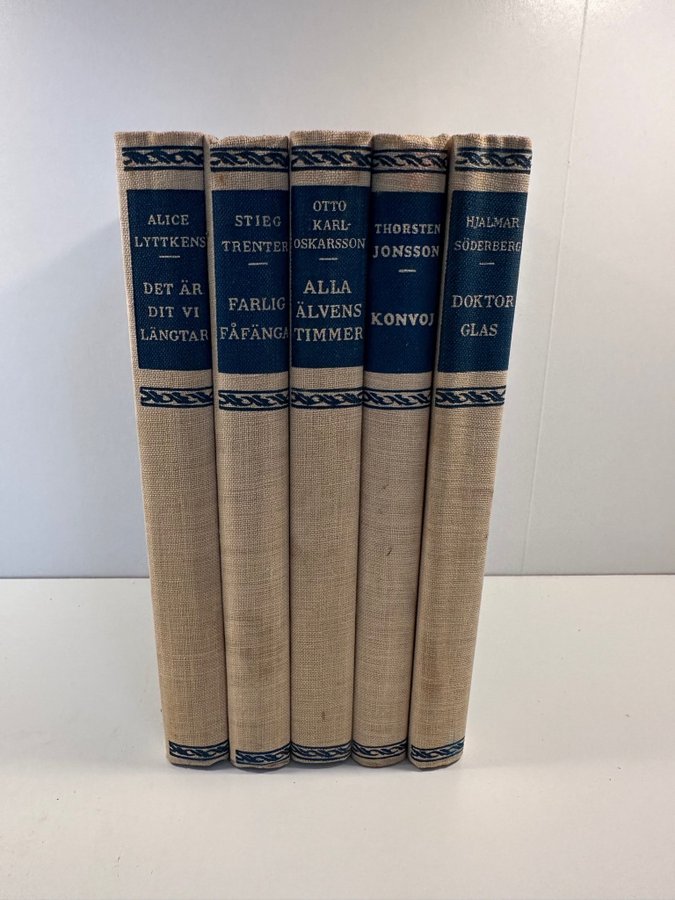 ALICE
LYTTKENS
DET ÄR
DIT VI
LÄNGTAR
STIEG
TRENTER
FARLIG
FÅFÄNGA
OTTO
KARL-
OSKARSSON
ALLA
ÄLVENS
TIMMER
THORSTEN
JONSSON
KONVOJ
HJALMAR
SÖDERBERG
DOKTOR
GLAS